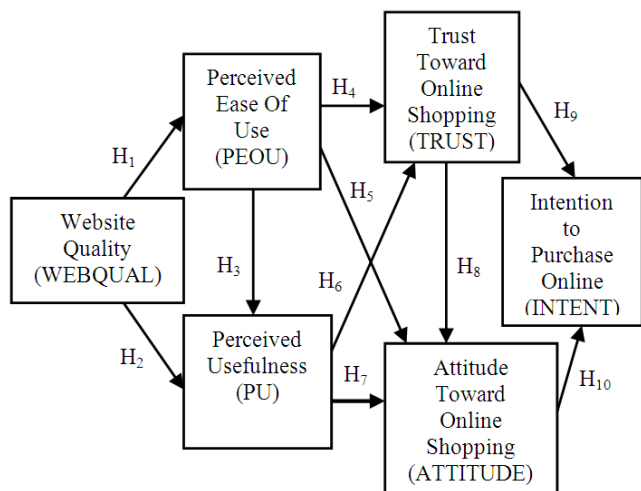 Trust
Toward
Online
Shopping
(TRUST)
Perceived
Ease Of
Use
(PEOU)
H4
H9
H1
H5
Website
Quality
(WEBQUAL)
Intention
to
Purchase
Online
(INTENT)
H3
H6
H8
H2
Perceived
Usefulness
(PU)
H7
Attitude
Toward
Online
Shopping
(ATTITUDE)
H10